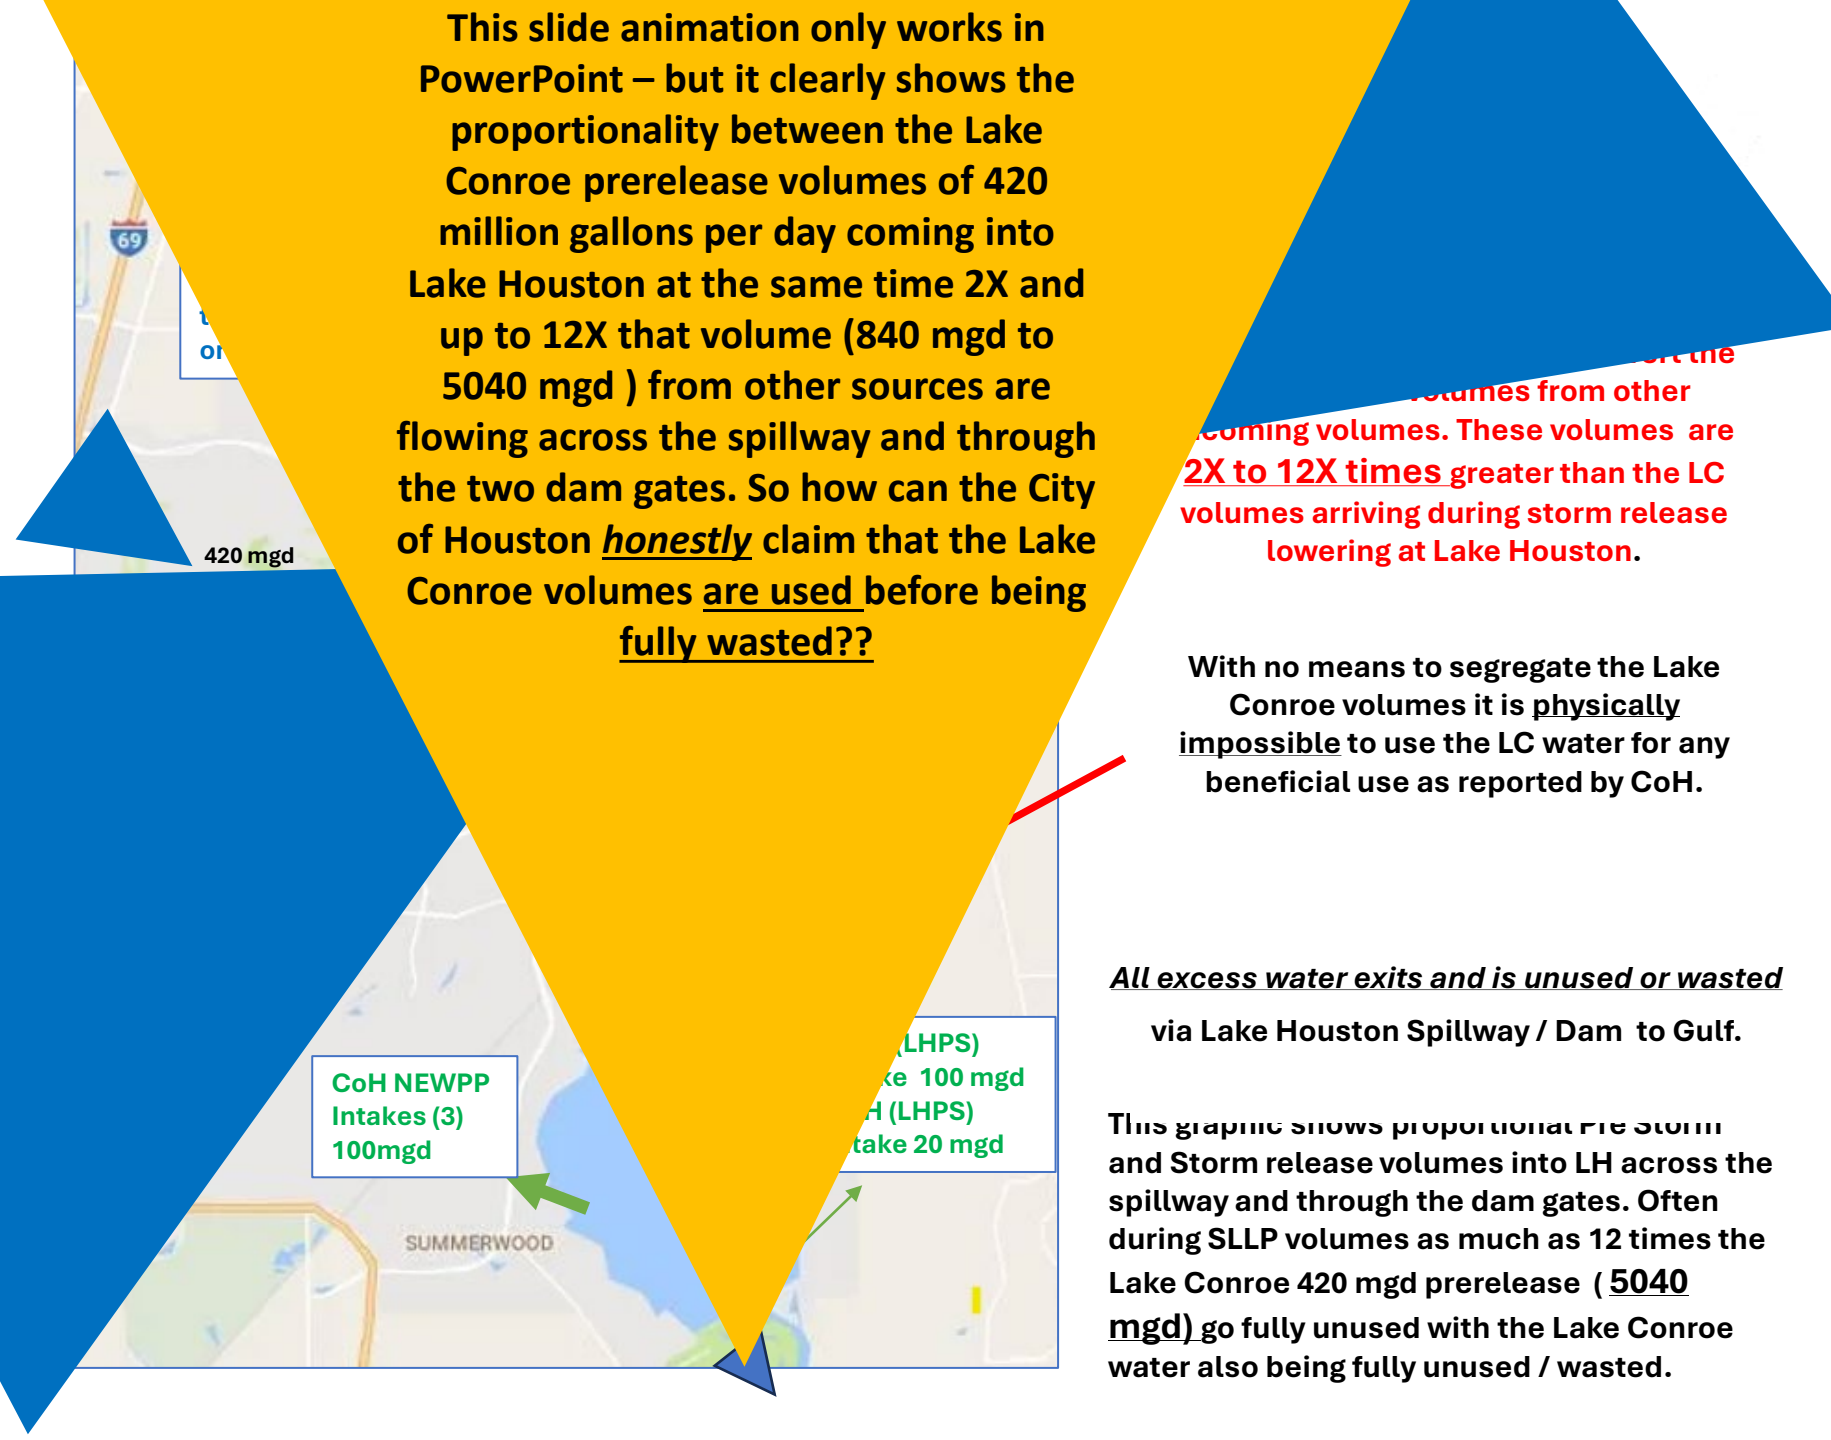 This slide animation only works in
PowerPoint – but it clearly shows the
proportionality between the Lake
Conroe prerelease volumes of 420
million gallons per day coming into
Lake Houston at the same time 2X and
up to 12X that volume (840 mgd to
5040 mgd ) from other sources are
flowing across the spillway and through
the two dam gates. So how can the City
of Houston honestly claim that the Lake
Conroe volumes are used before being
fully wasted??
69
420 mgd
the
volumes from other
volumes. These volumes are
2X to 12X times greater than the LC
volumes arriving during storm release
lowering at Lake Houston.
With no means to segregate the Lake
Conroe volumes it is physically
impossible to use the LC water for any
beneficial use as reported by CoH.
All excess water exits and is unused or wasted
via Lake Houston Spillway / Dam to Gulf.
(LHPS)
100 mgd
(LHPS)
20 mgd
CoH NEWPP
Intakes (3)
100mgd
SUMMERWOOD
This graphic shows proportional Pre Storm
and Storm release volumes into LH across the
spillway and through the dam gates. Often
during SLLP volumes as much as 12 times the
Lake Conroe 420 mgd prerelease ( 5040
mgd) go fully unused with the Lake Conroe
water also being fully unused / wasted.